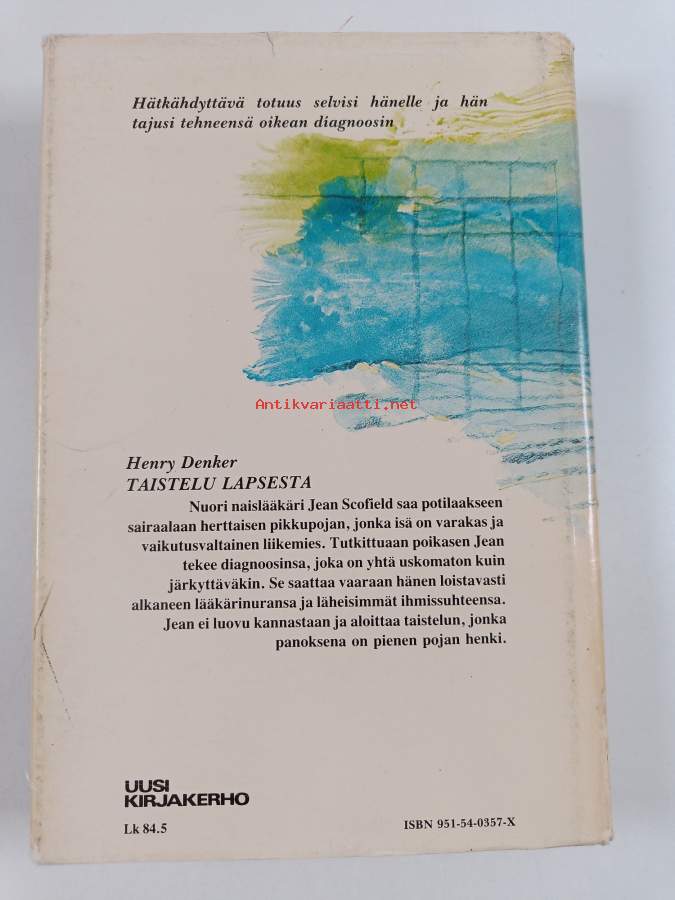 Hätkähdyttävä totuus selvisi hänelle ja hän
tajusi tehneensä oikean diagnoosin
Antikvariaatti.net
Henry Denker
TAISTELU LAPSESTA
Nuori naislääkäri Jean Scofield saa potilaakseen
sairaalaan herttaisen pikkupojan, jonka isä on varakas ja
vaikutusvaltainen liikemies. Tutkittuaan poikasen Jean
tekee diagnoosinsa, joka on yhtä uskomaton kuin
järkyttäväkin. Se saattaa vaaraan hänen loistavasti
alkaneen lääkärinuransa ja läheisimmät ihmissuhteensa.
Jean ei luovu kannastaan ja aloittaa taistelun, jonka
panoksena on pienen pojan henki.
UUSI
KIRJAKERHO
Lk 84.5
ISBN 951-54-0357-X